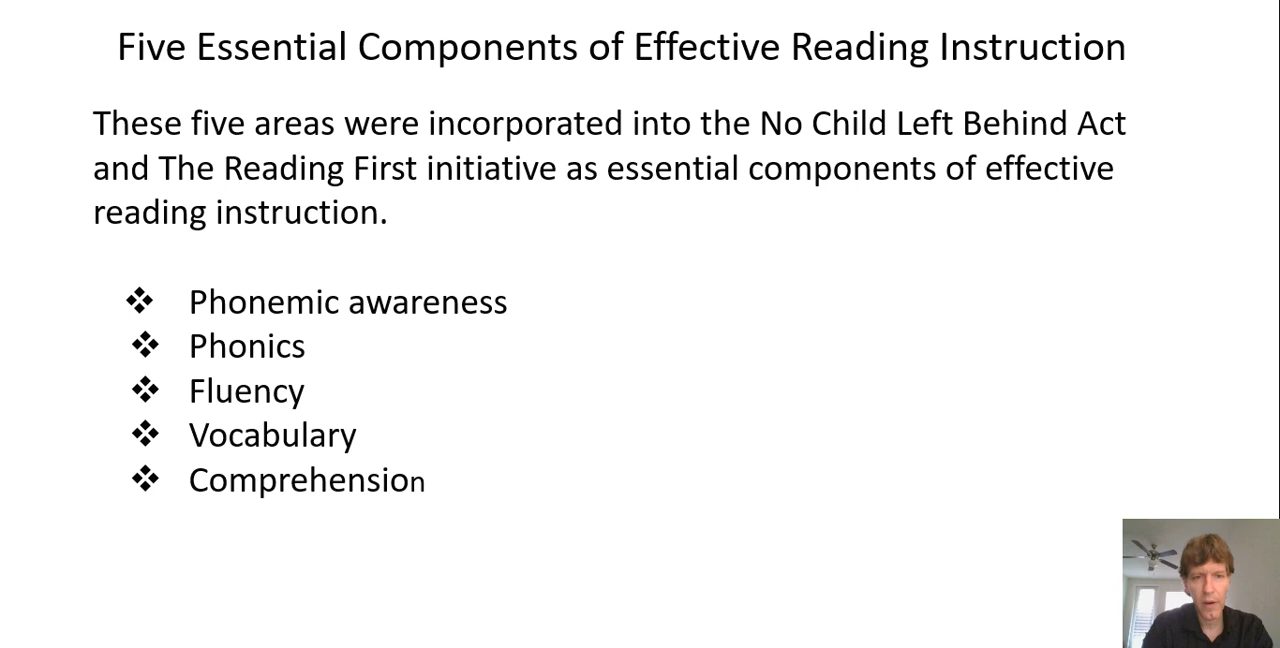 Five Essential Components of Effective Reading Instruction
These five areas were incorporated into the No Child Left Behind Act
and The Reading First initiative as essential components of effective
reading instruction.
❖ Phonemic awareness
❖ Phonics
❖ Fluency
❖ Vocabulary
❖ Comprehension